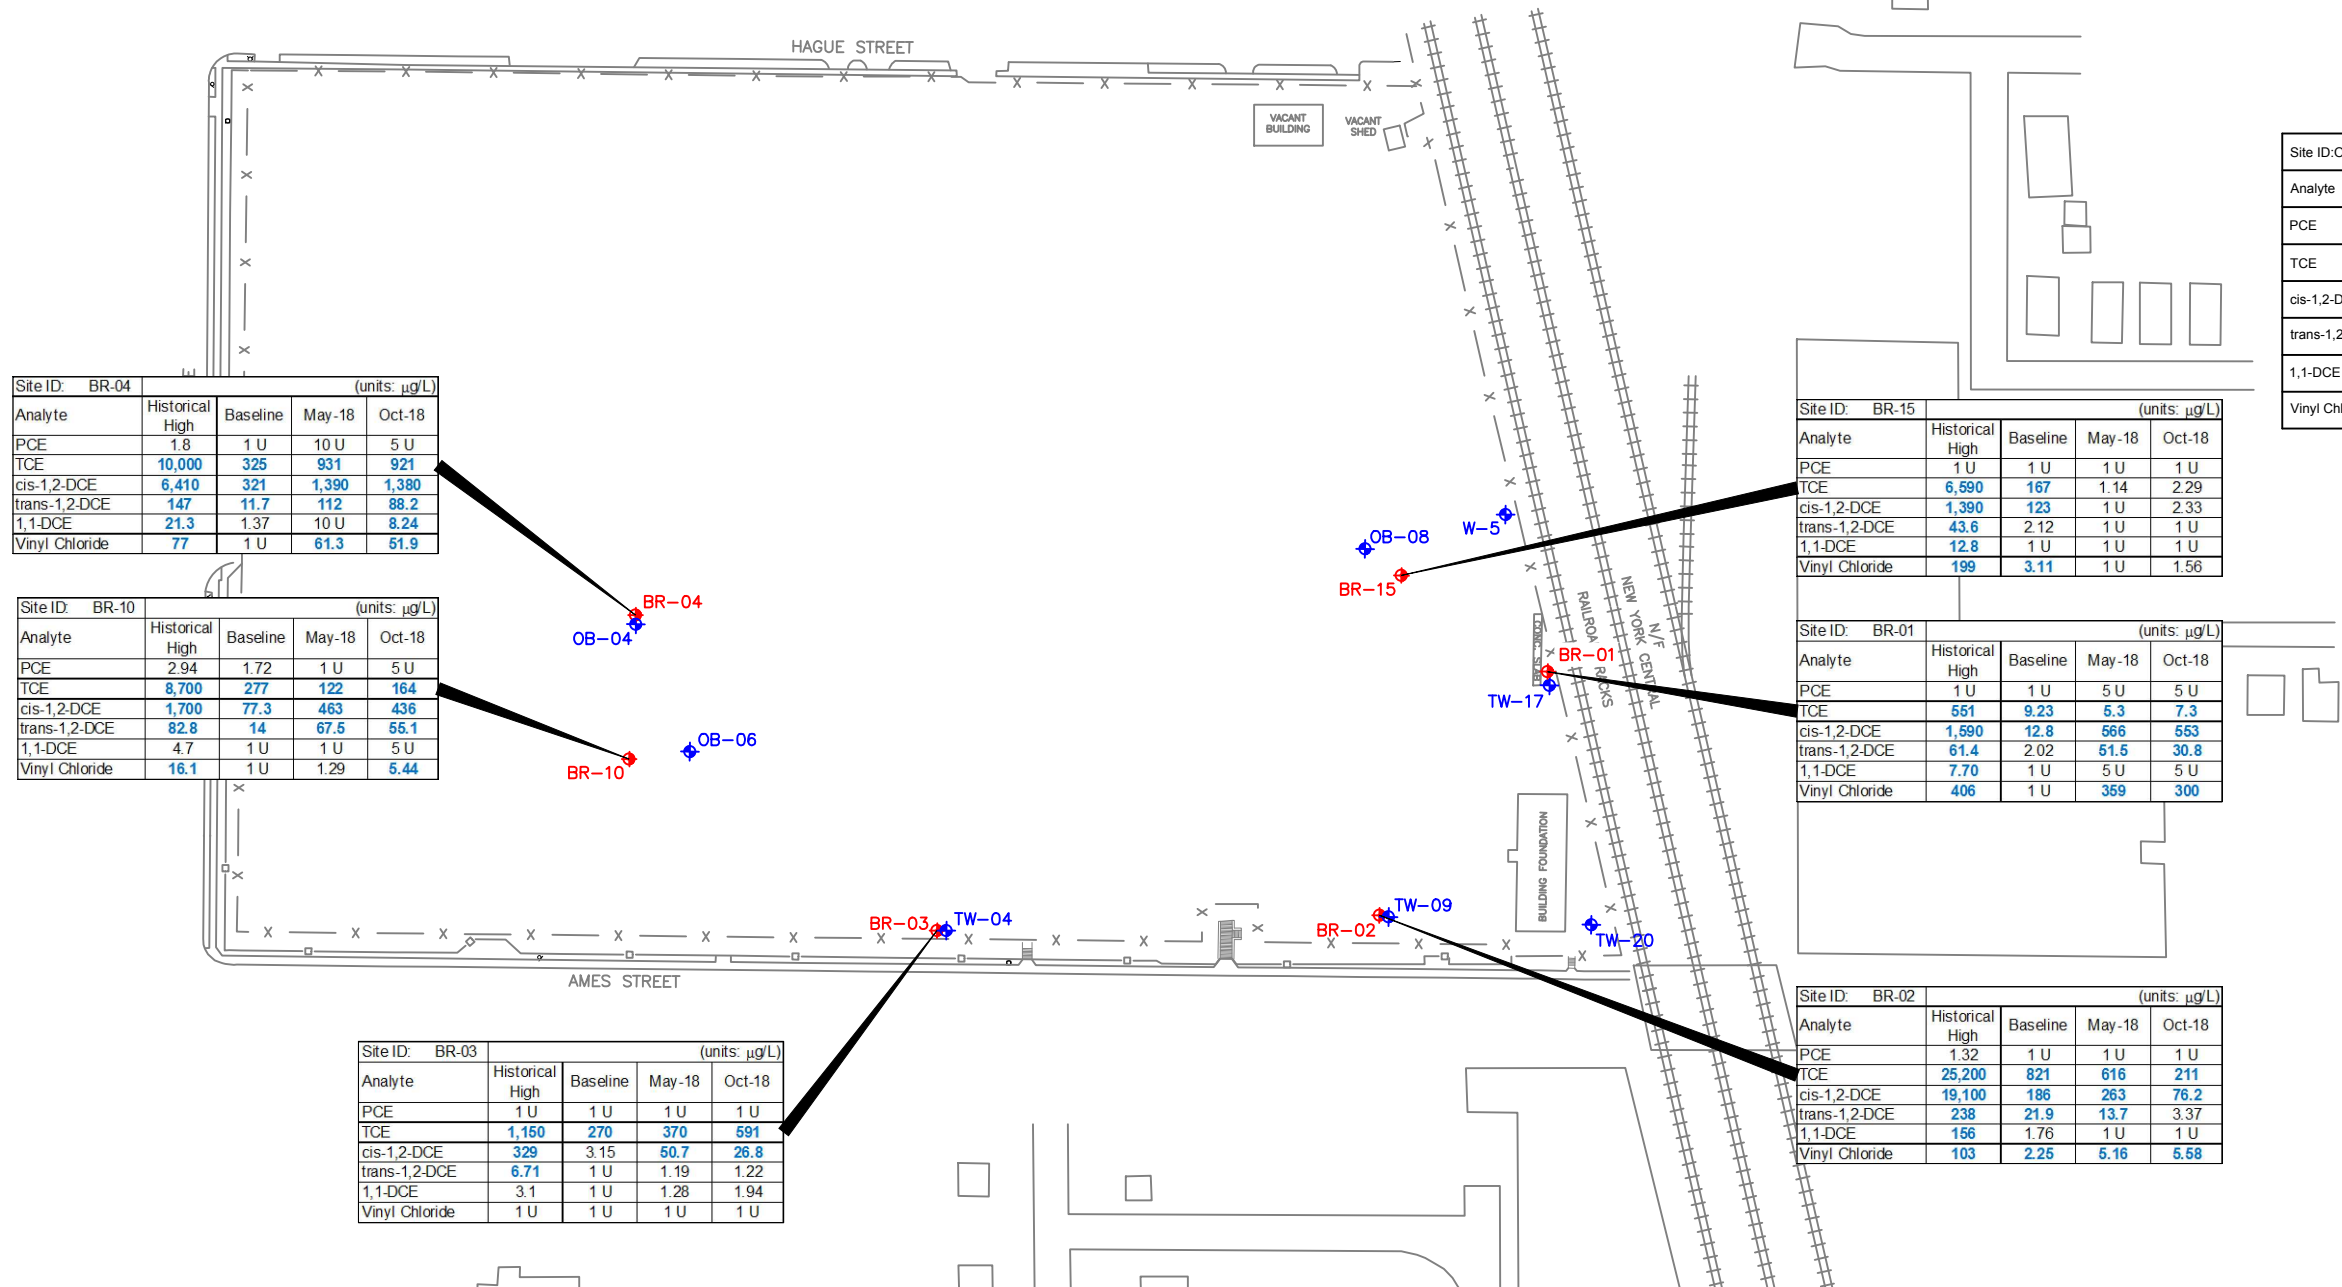 HAGUE STREET
VACANT
BUILDING
VACANT
SHED
Site ID:
Analyte
PCE
TCE
1,1-DCE
Site ID: BR-04 (units: µg/L)
Analyte Historical High Baseline May-18 Oct-18
PCE 1.8 1 U 10 U 5 U
TCE 10,000 325 931 921
cis-1,2-DCE 6,410 321 1,390 1,380
trans-1,2-DCE 147 11.7 112 88.2
1,1-DCE 21.3 1.37 10 U 8.24
Vinyl Chloride 77 1 U 61.3 51.9
Site ID: BR-15 (units: µg/L)
Analyte Historical High Baseline May-18 Oct-18
PCE 1 U 1 U 1 U 1 U
TCE 6,590 167 1.14 2.29
cis-1,2-DCE 1,390 123 1 U 2.33
trans-1,2-DCE 43.6 2.12 1 U 1 U
1,1-DCE 12.8 1 U 1 U 1 U
Vinyl Chloride 199 3.11 1 U 1.56
W-5
OB-08
BR-15
BR-04
OB-04
Site ID: BR-10 (units: µg/L)
Analyte Historical High Baseline May-18 Oct-18
PCE 2.94 1.72 1 U 5 U
TCE 8,700 277 122 164
cis-1,2-DCE 1,700 77.3 463 436
trans-1,2-DCE 82.8 14 67.5 55.1
1,1-DCE 4.7 1 U 1 U 5 U
Vinyl Chloride 16.1 1 U 1.29 5.44
N/F
NEW YORK CENTRAL
RAILROA RACKS
BR-01
TW-17
Site ID: BR-01 (units: µg/L)
Analyte Historical High Baseline May-18 Oct-18
PCE 1 U 1 U 5 U 5 U
TCE 551 9.23 5.3 7.3
cis-1,2-DCE 1,590 12.8 566 553
trans-1,2-DCE 61.4 2.02 51.5 30.8
1,1-DCE 7.70 1 U 5 U 5 U
Vinyl Chloride 406 1 U 359 300
OB-06
BR-10
BUILDING FOUNDATION
BR-03
TW-04
TW-09
BR-02
TW-20
AMES STREET
Site ID: BR-02 (units: µg/L)
Analyte Historical High Baseline May-18 Oct-18
PCE 1.32 1 U 1 U 1 U
TCE 25,200 821 616 211
cis-1,2-DCE 19,100 186 263 76.2
trans-1,2-DCE 238 21.9 13.7 3.37
1,1-DCE 156 1.76 1 U 1 U
Vinyl Chloride 103 2.25 5.16 5.58
Site ID: BR-03 (units: µg/L)
Analyte Historical High Baseline May-18 Oct-18
PCE 1 U 1 U 1 U 1 U
TCE 1,150 270 370 591
cis-1,2-DCE 329 3.15 50.7 26.8
trans-1,2-DCE 6.71 1 U 1.19 1.22
1,1-DCE 3.1 1 U 1.28 1.94
Vinyl Chloride 1 U 1 U 1 U 1 U